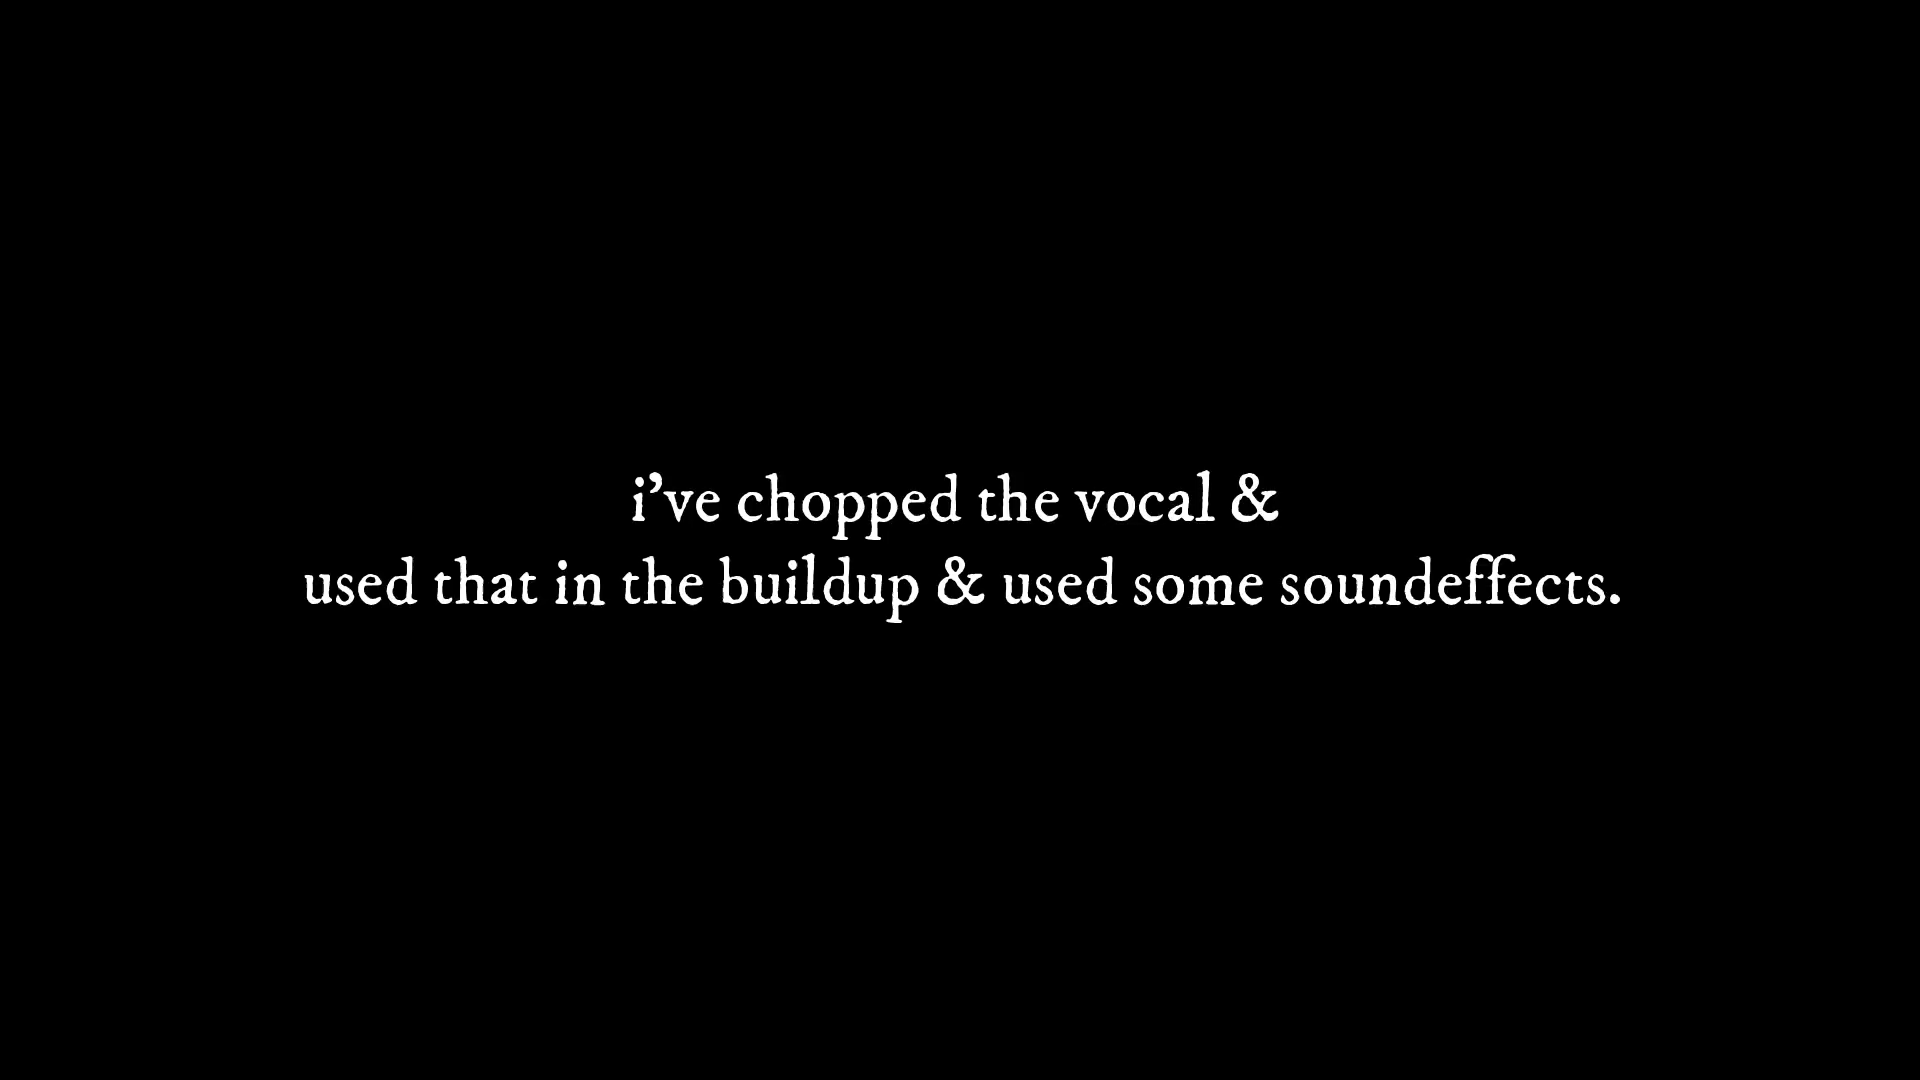 i’ve chopped the vocal &
used that in the buildup & used some soundeffects.